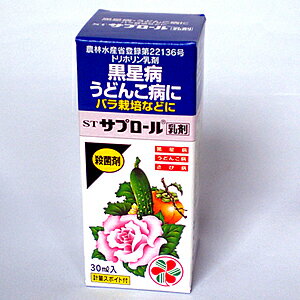 農林水産省登録第22136号
トリホリン乳剤
黒星病
うどんこ病に
バラ栽培などに
STサプロール®乳剤
殺菌剤
黒星病
うどんこ病
さび病
30mℓ入
計量スポイト付